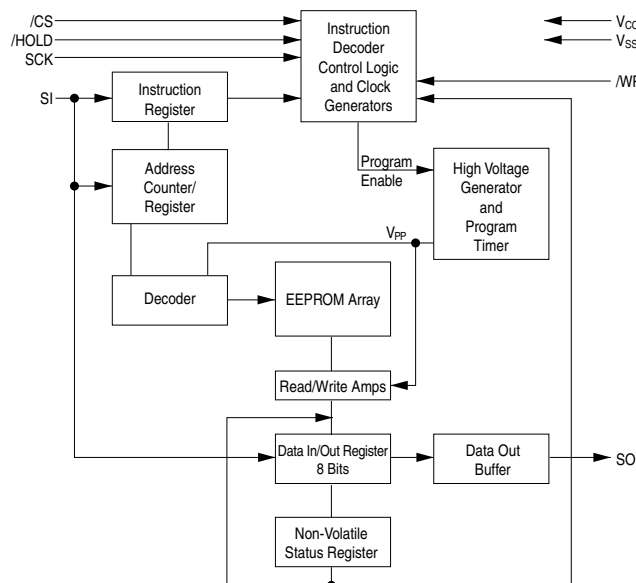 /CS
/HOLD
SCK
SI
Instruction
Decoder
Control Logic
and Clock
Generators
V
V_SS
/W
Instruction
Register
Address
Counter/
Register
Program
Enable
High Voltage
Generator
and
Program
Timer
V_PP
Decoder
EEPROM Array
Read/Write Amps
Data In/Out Register
8 Bits
Data Out
Buffer
SO
Non-Volatile
Status Register